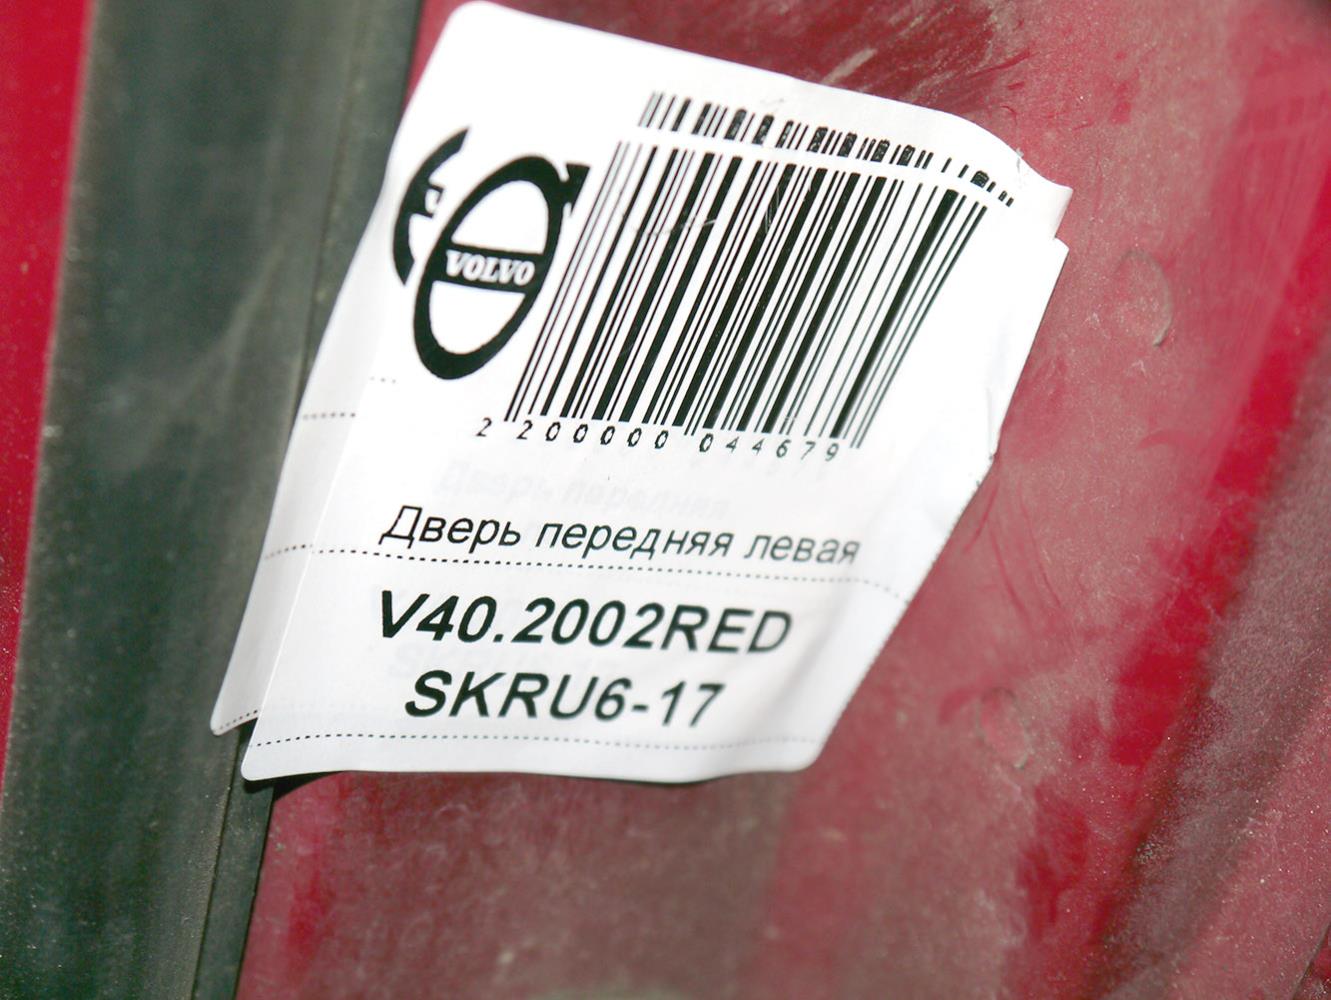 VOLVO
2 200000 044679
Дверь передняя левая
V40.2002RED
SKRU6-17